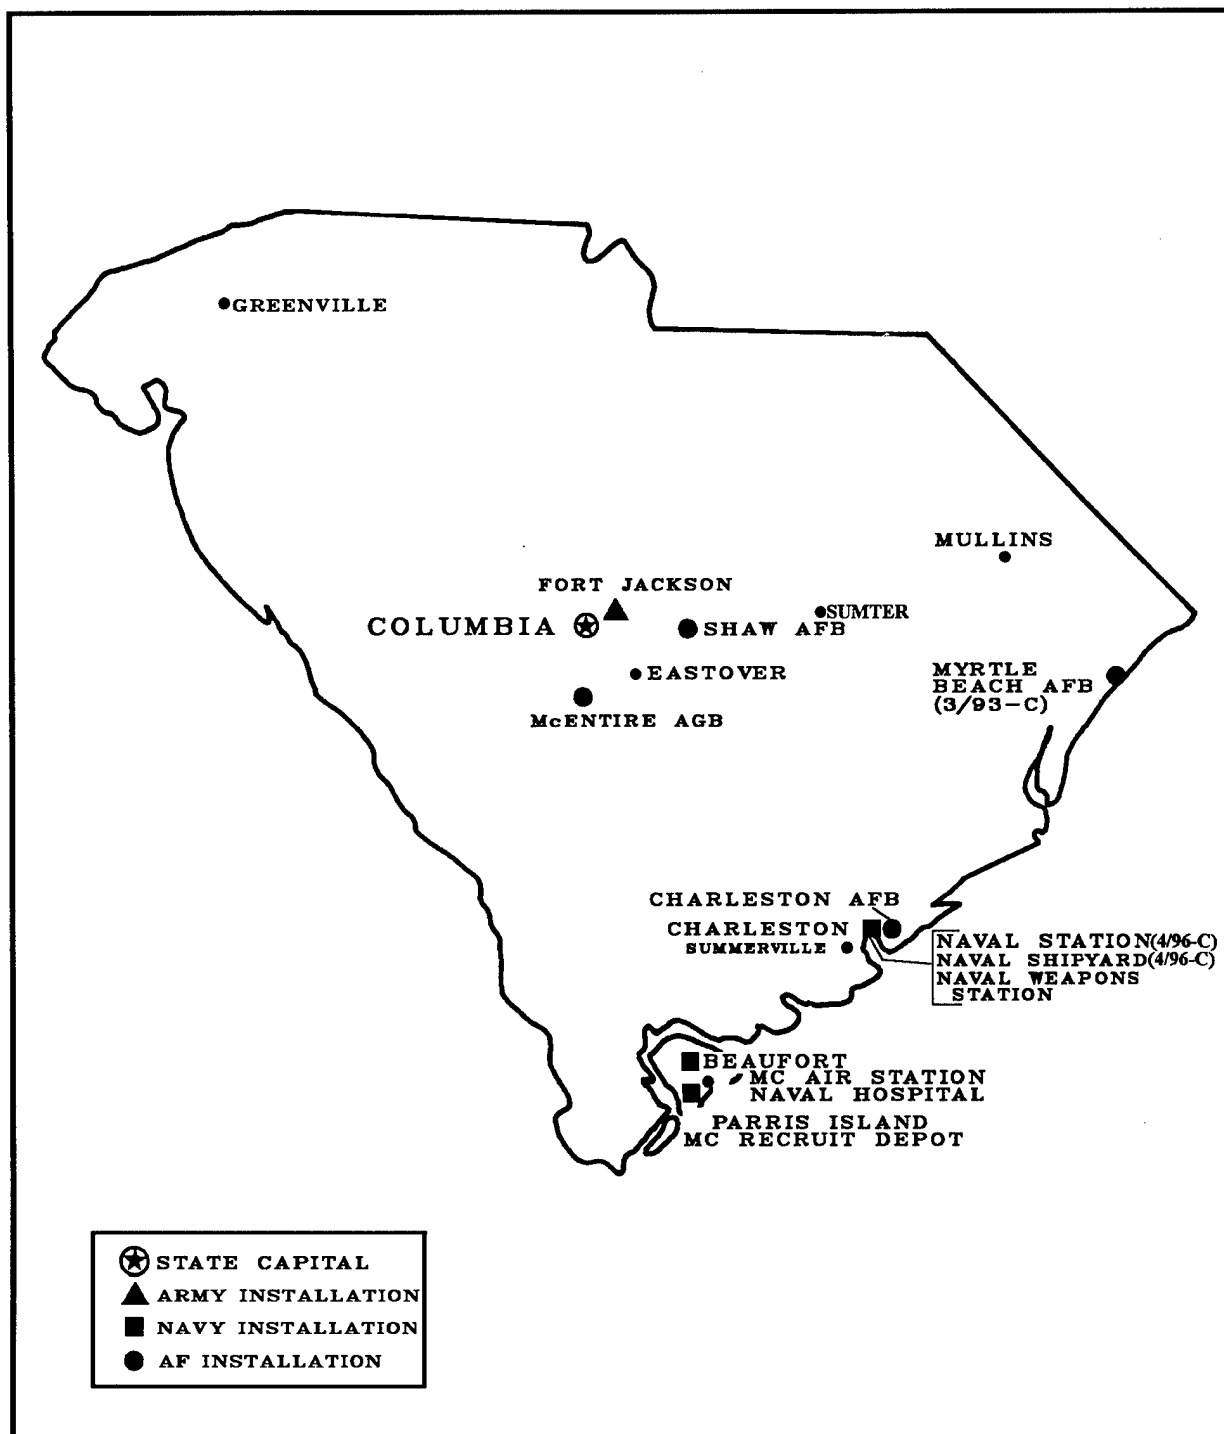 GREENVILLE
MULLINS
FORT JACKSON
SUMTER
COLUMBIA
SHAW AFB
EASTOVER
McENTIRE AGB
MYRTLE
BEACH AFB
(3/93-C)
CHARLESTON AFB
CHARLESTON
SUMMERVILLE
NAVAL STATION(4/96-C)
NAVAL SHIPYARD(4/96-C)
NAVAL WEAPONS
STATION
BEAUFORT
MC AIR STATION
NAVAL HOSPITAL
PARRIS ISLAND
MC RECRUIT DEPOT
STATE CAPITAL
ARMY INSTALLATION
NAVY INSTALLATION
AF INSTALLATION